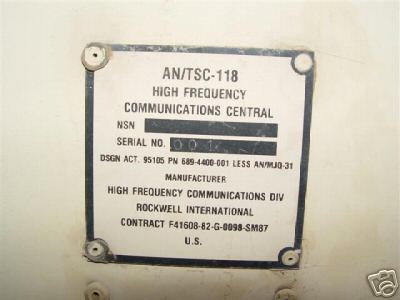 AN/TSC-118
HIGH FREQUENCY
COMMUNICATIONS CENTRAL
NSN
SERIAL NO. 001
DSGN ACT. 95105 PN 689-4400-001 LESS AN/MJQ-31
MANUFACTURER
HIGH FREQUENCY COMMUNICATIONS DIV
ROCKWELL INTERNATIONAL
CONTRACT F41608-82-G-0098-SM87
U.S.